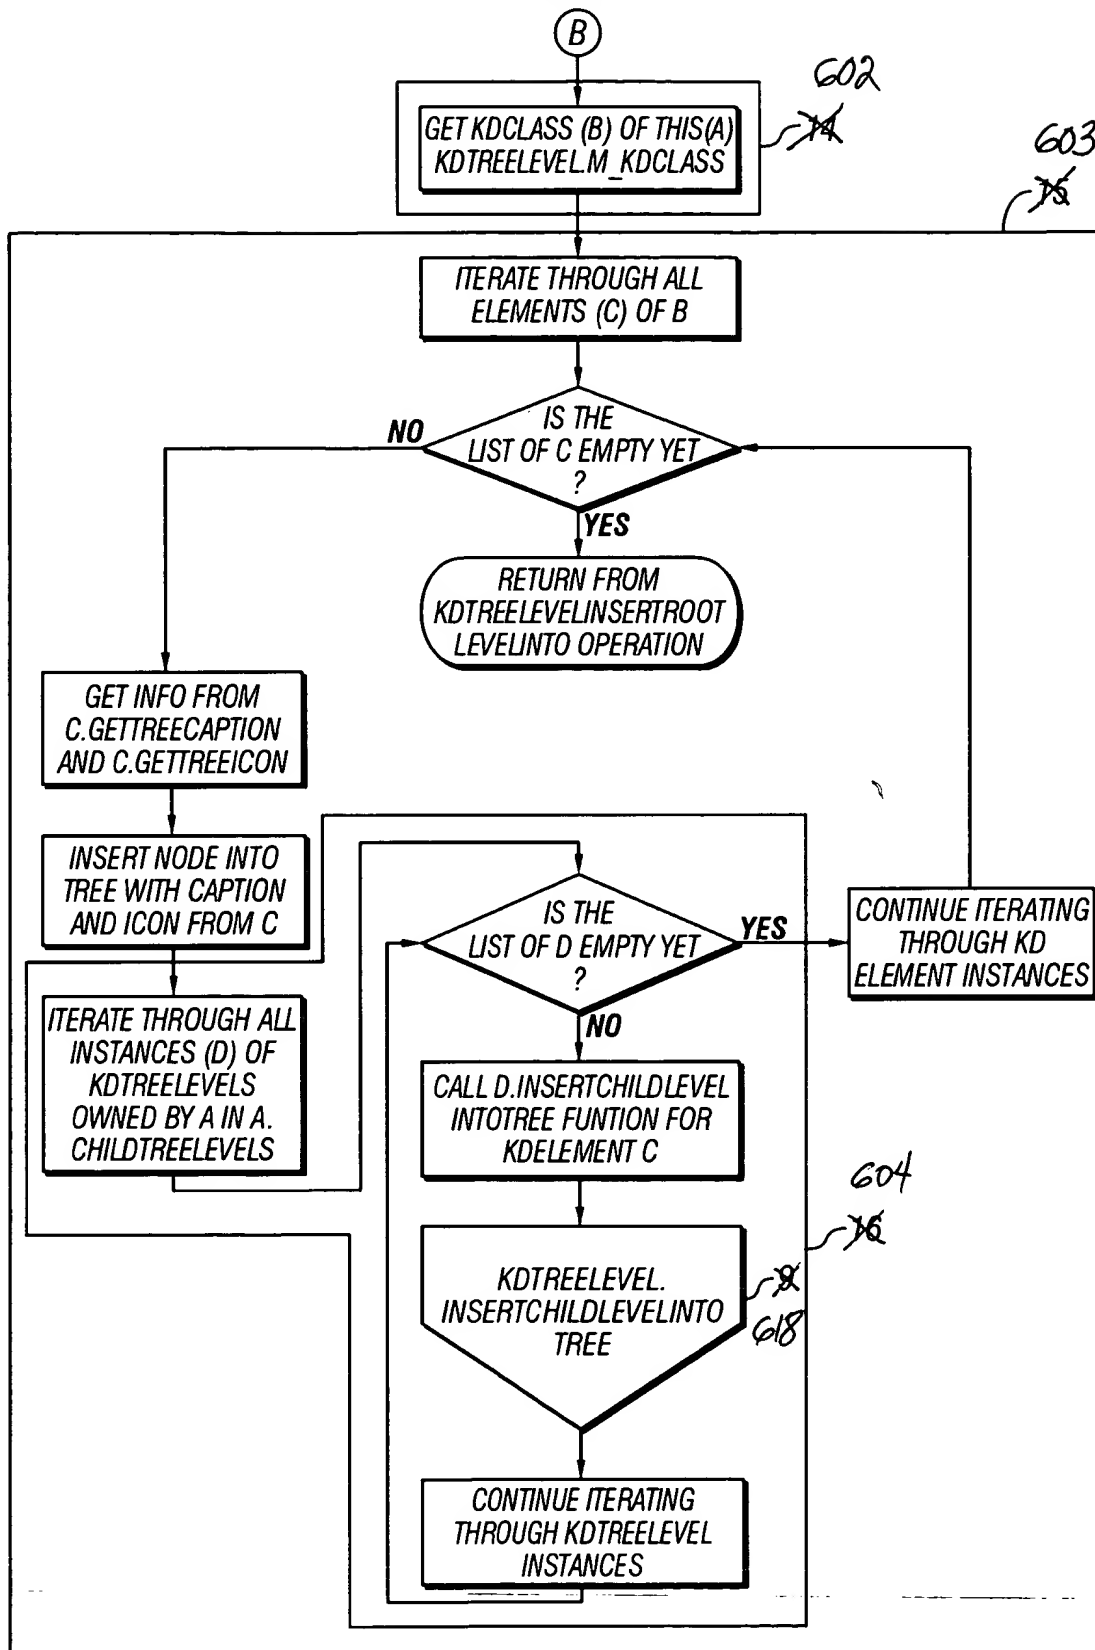 B
602
GET KDCLASS (B) OF THIS(A)
KDTREELEVEL.M_KDCLASS
14
603
15
ITERATE THROUGH ALL
ELEMENTS (C) OF B
IS THE
LIST OF C EMPTY YET
?
NO
YES
RETURN FROM
KDTREELEVELINSERTROOT
LEVELINTO OPERATION
GET INFO FROM
C.GETTREECAPTION
AND C.GETTREEICON
INSERT NODE INTO
TREE WITH CAPTION
AND ICON FROM C
ITERATE THROUGH ALL
INSTANCES (D) OF
KDTREELEVELS
OWNED BY A IN A.
CHILDTREELEVELS
IS THE
LIST OF D EMPTY YET
?
YES
NO
CONTINUE ITERATING
THROUGH KD
ELEMENT INSTANCES
CALL D.INSERTCHILDLEVEL
INTOTREE FUNTION FOR
KDELEMENT C
604
16
KDTREELEVEL.
INSERTCHILDLEVELINTO
TREE
9
618
CONTINUE ITERATING
THROUGH KDTREELEVEL
INSTANCES